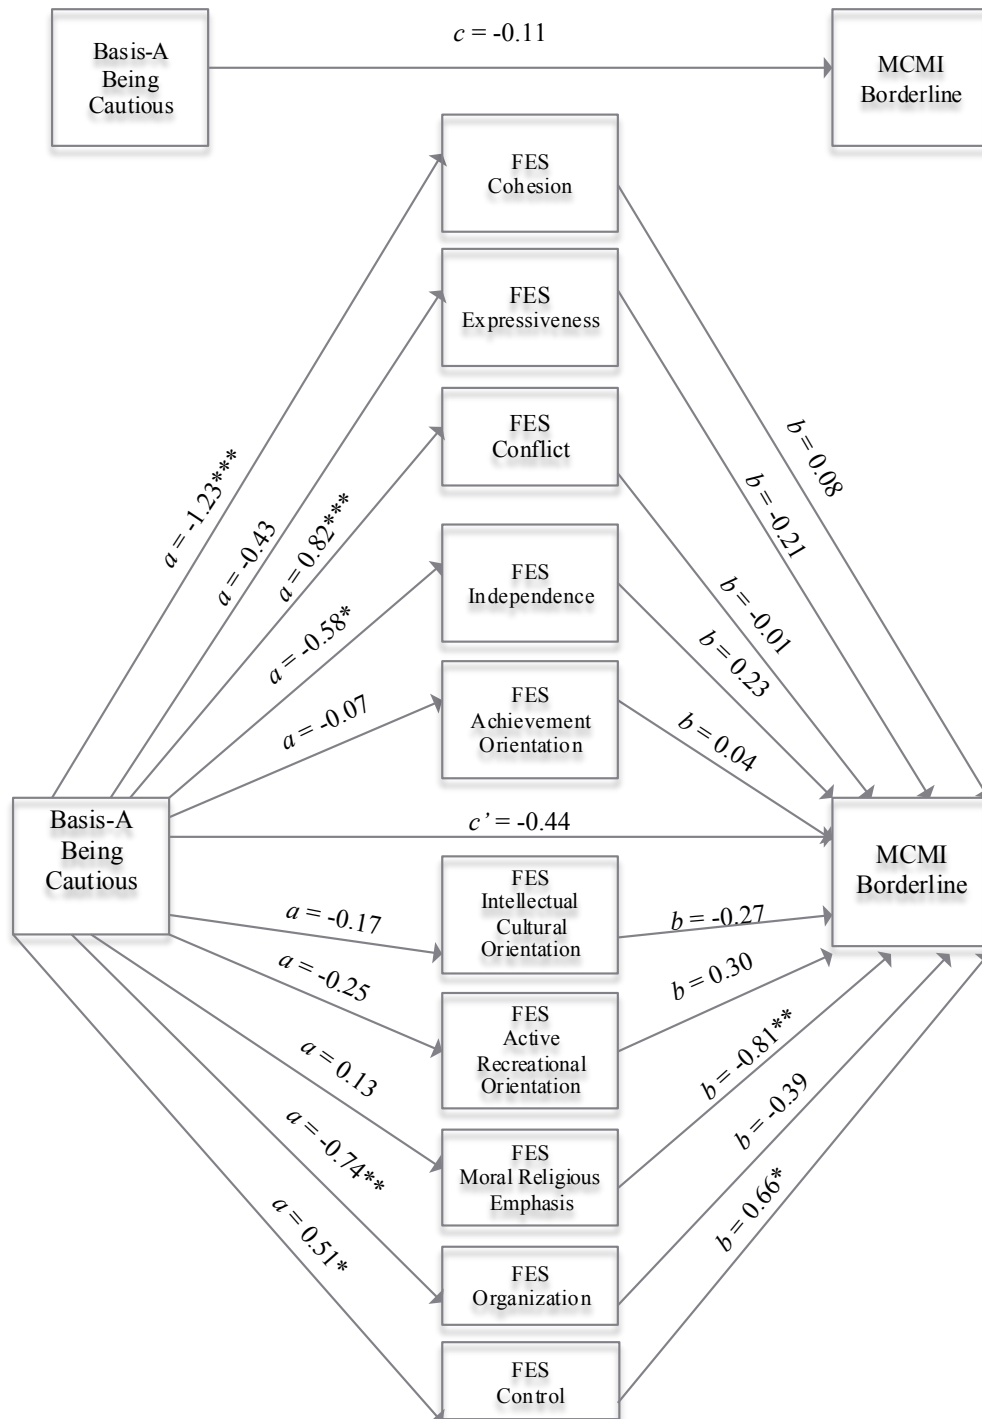 c = -0.11
Basis-A
Being
Cautious
MCMI
Borderline
FES
Cohesion
FES
Expressiveness
FES
Conflict
FES
Independence
FES
Achievement
Orientation
a = -1.23***
a = -0.43
a = 0.82***
a = -0.58*
a = -0.07
b = 0.08
b = -0.21
b = -0.01
b = 0.23
b = 0.04
Basis-A
Being
Cautious
c’ = -0.44
MCMI
Borderline
FES
Intellectual
Cultural
Orientation
FES
Active
Recreational
Orientation
FES
Moral Religious
Emphasis
FES
Organization
FES
Control
a = -0.17
a = -0.25
a = 0.13
a = -0.74**
a = 0.51*
b = -0.27
b = 0.30
b = -0.81**
b = -0.39
b = 0.66*